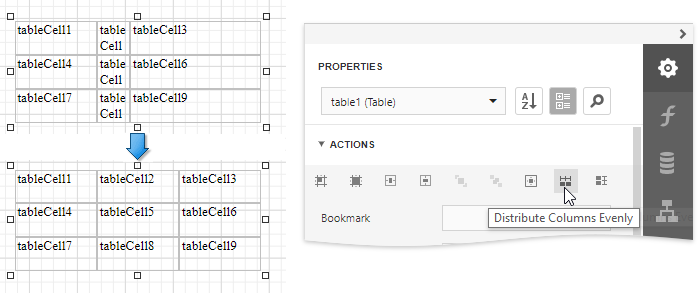 tableCell1 table tableCell3
Cell
tableCell4 table tableCell6
Cell
tableCell7 table tableCell9
Cell
tableCell1 tableCell2 tableCell3
tableCell4 tableCell5 tableCell6
tableCell7 tableCell8 tableCell9
PROPERTIES
table1 (Table)
A
Z
ACTIONS
Bookmark
Distribute Columns Evenly